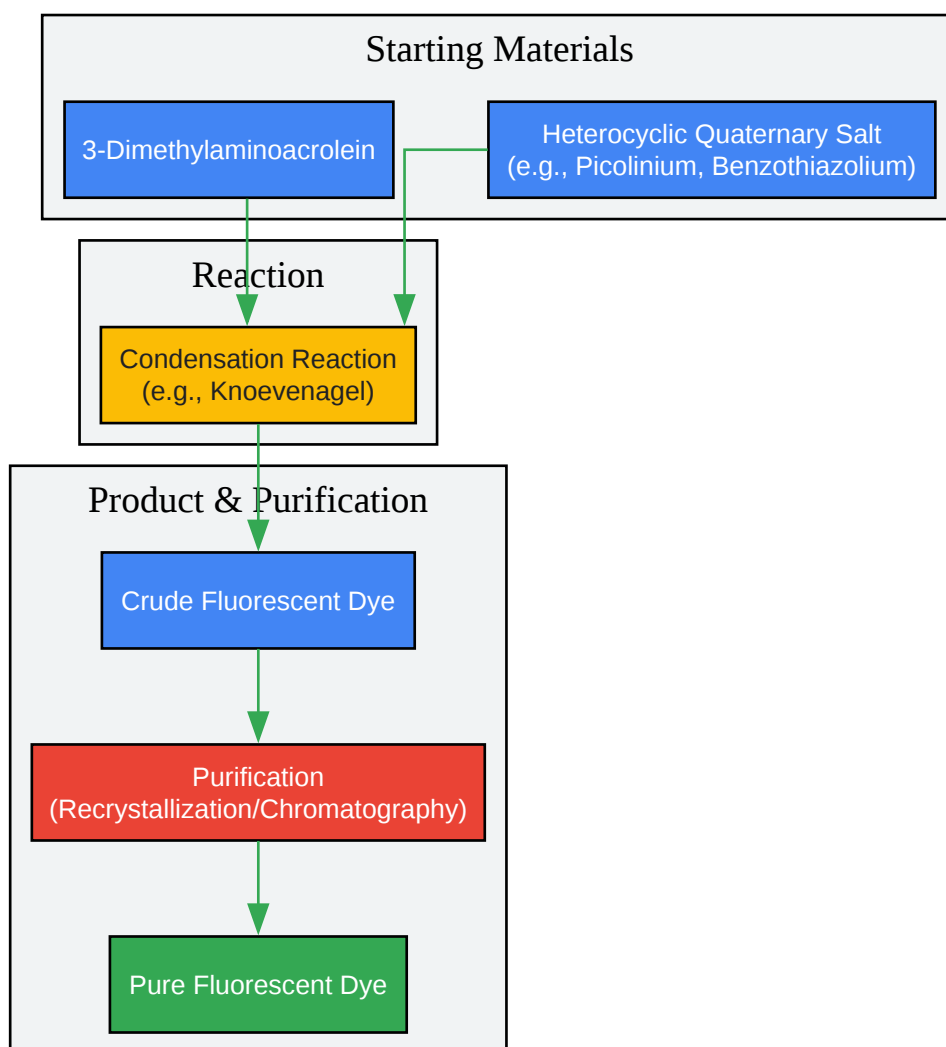 Starting Materials
3-Dimethylaminoacrolein
Heterocyclic Quaternary Salt
(e.g., Picolinium, Benzothiazolium)
Reaction
Condensation Reaction
(e.g., Knoevenagel)
Product & Purification
Crude Fluorescent Dye
Purification
(Recrystallization/Chromatography)
Pure Fluorescent Dye